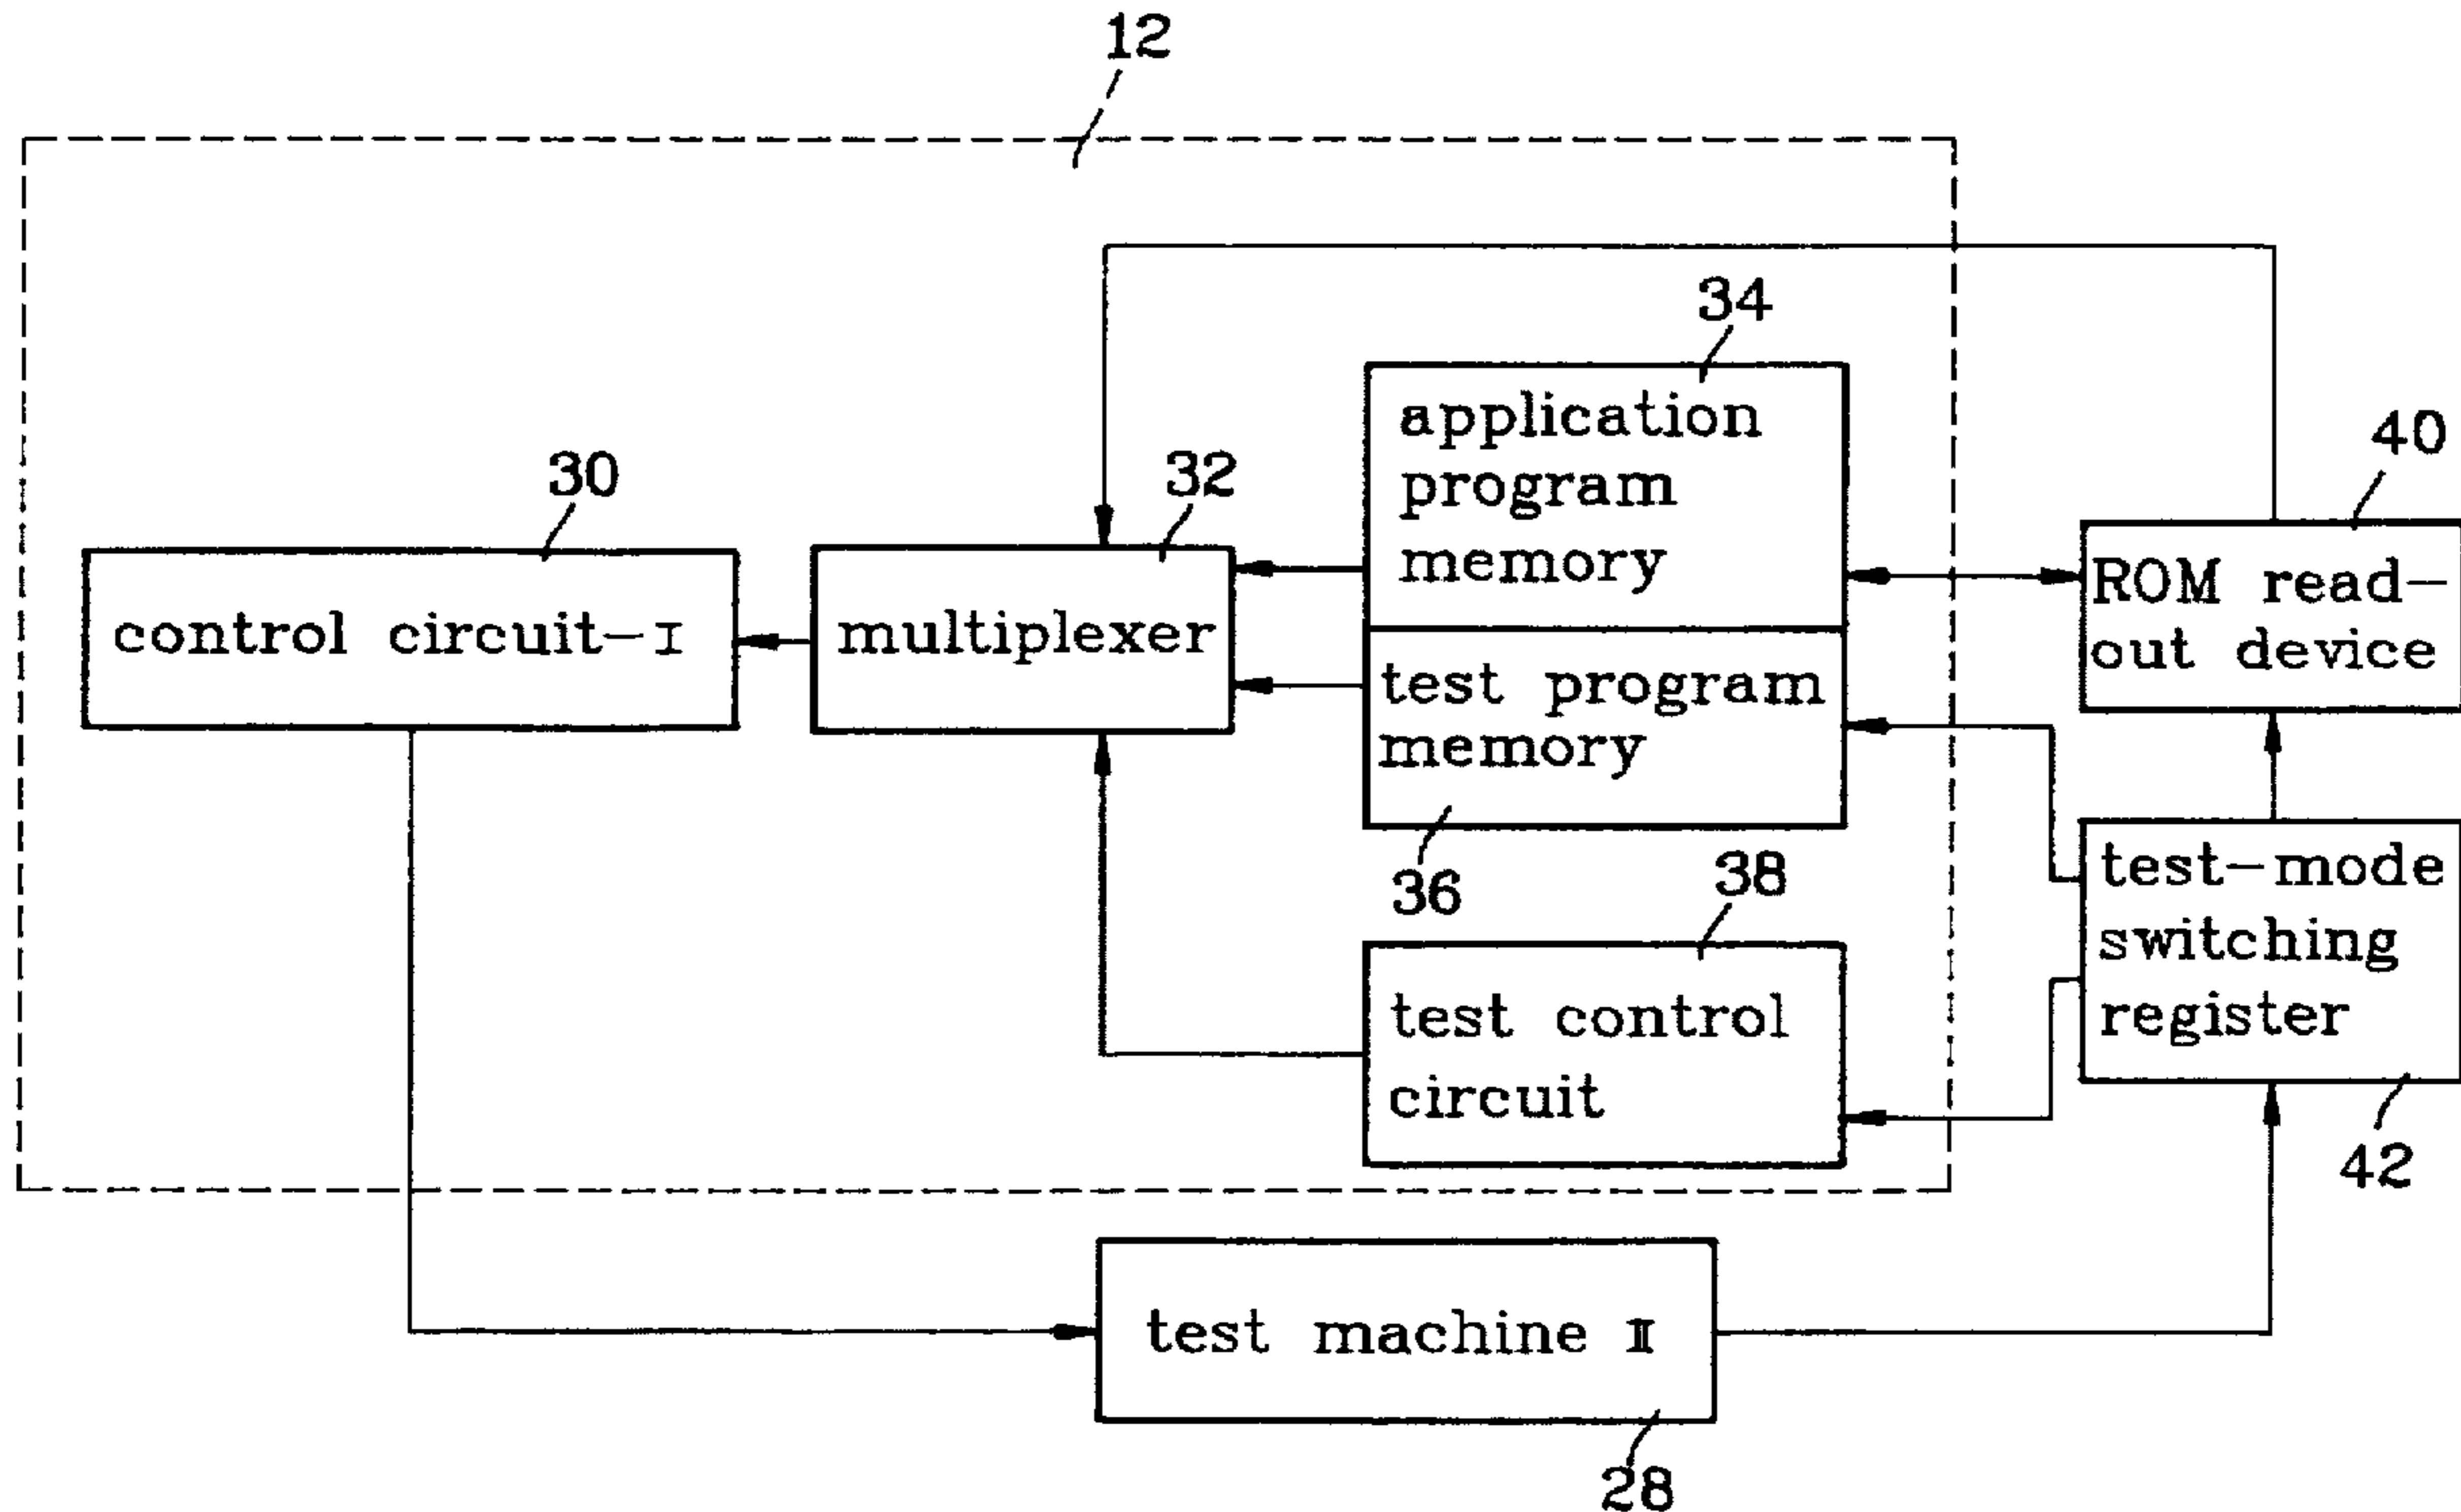 12
34
application
program
memory
40
ROM read-
out device
30
control circuit-I
32
multiplexer
test program
memory
36
38
test control
circuit
test-mode
switching
register
42
test machine II
28